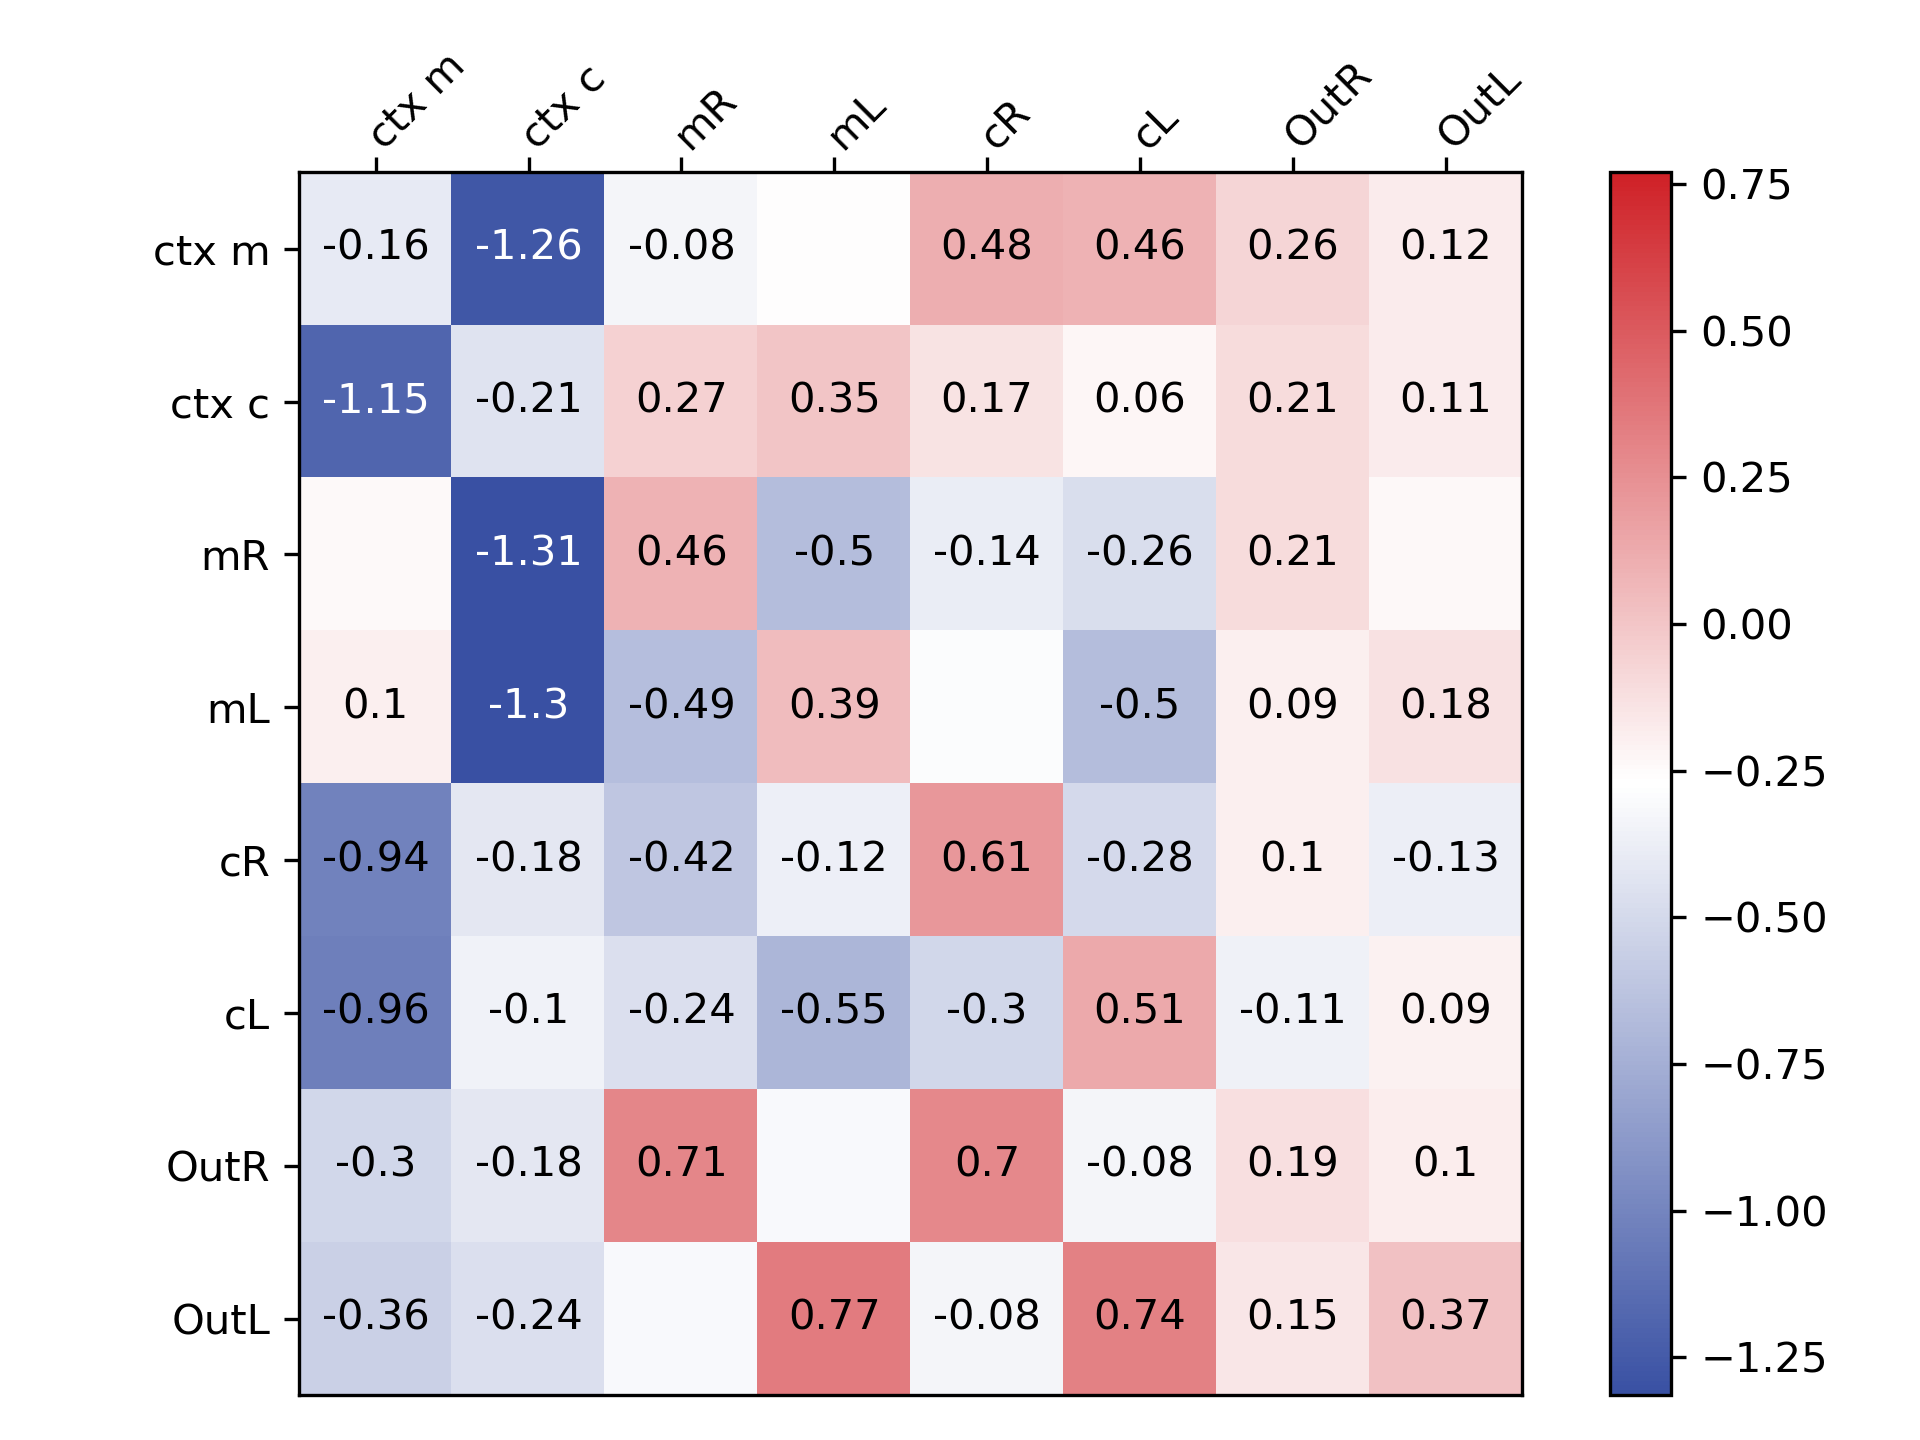 ctx m ctx c mR mL cR cL OutR OutL
ctx m -0.16 -1.26 -0.08 0.48 0.46 0.26 0.12
ctx c -1.15 -0.21 0.27 0.35 0.17 0.06 0.21 0.11
mR -1.31 0.46 -0.5 -0.14 -0.26 0.21
mL 0.1 -1.3 -0.49 0.39 -0.5 0.09 0.18
cR -0.94 -0.18 -0.42 -0.12 0.61 -0.28 0.1 -0.13
cL -0.96 -0.1 -0.24 -0.55 -0.3 0.51 -0.11 0.09
OutR -0.3 -0.18 0.71 0.7 -0.08 0.19 0.1
OutL -0.36 -0.24 0.77 -0.08 0.74 0.15 0.37
0.75
0.50
0.25
0.00
−0.25
−0.50
−0.75
−1.00
−1.25